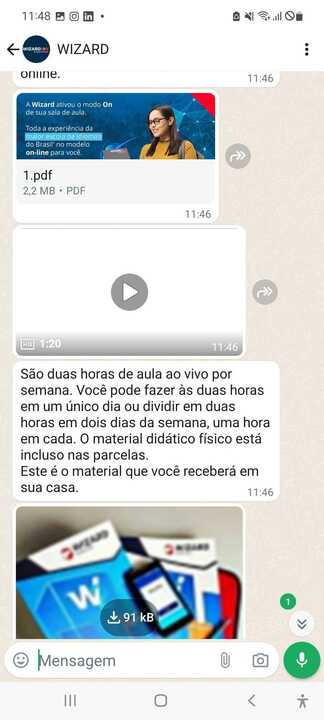 11:48
WIZARD
online.
11:46
A Wizard ativou o modo On
de sua sala de aula.
Toda a experiência da
maior escola de idiomas
do Brasil* no modelo
on-line para você.
1.pdf
2,2 MB • PDF
11:46
HD 1:20
11:46
São duas horas de aula ao vivo por
semana. Você pode fazer às duas horas
em um único dia ou dividir em duas
horas em dois dias da semana, uma hora
em cada. O material didático físico está
incluso nas parcelas.
Este é o material que você receberá em
sua casa.
11:46
WIZARD
WIZARD
W
91 kB
1
Mensagem